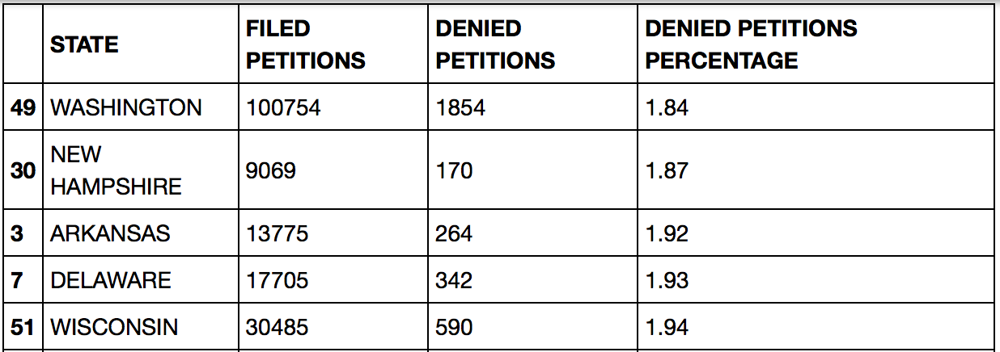 STATE FILED PETITIONS DENIED PETITIONS DENIED PETITIONS PERCENTAGE
49 WASHINGTON 100754 1854 1.84
30 NEW HAMPSHIRE 9069 170 1.87
3 ARKANSAS 13775 264 1.92
7 DELAWARE 17705 342 1.93
51 WISCONSIN 30485 590 1.94